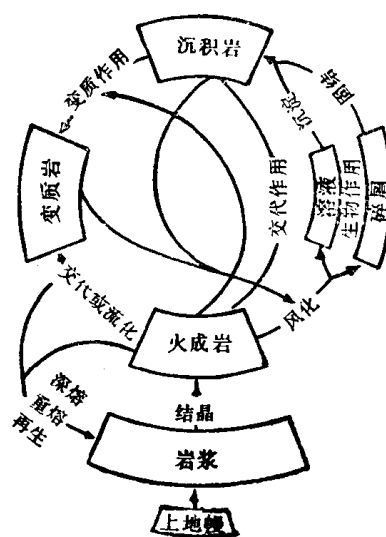 沉积岩
变质作用
变质岩
交代作用
沉淀
固结
溶液
生物作用
碎屑
交代或流化
火成岩
风化
深熔
重熔
再生
结晶
岩浆
上地幔